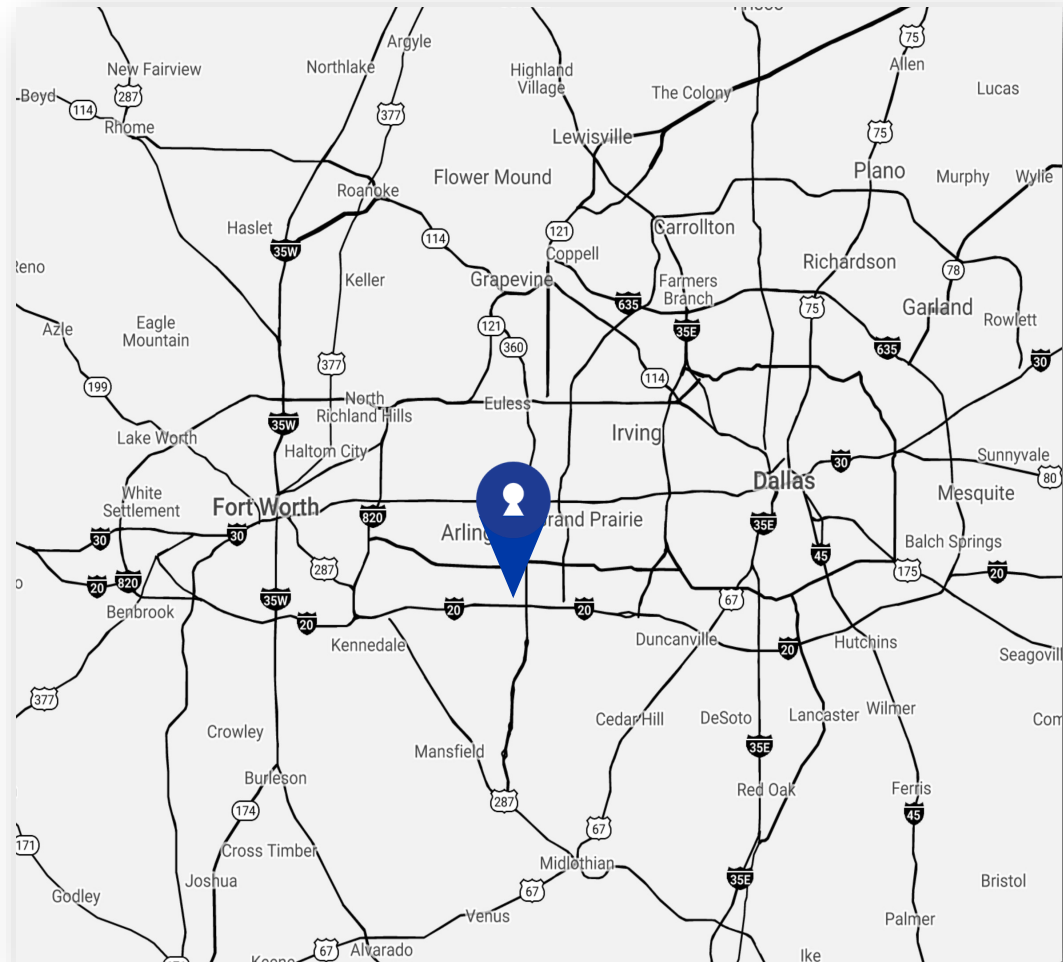 Argyle
75
New Fairview
Northlake
Allen
Highland
Village
287
Lucas
Boyd
114
The Colony
377
Rhome
75
Lewisville
Plano
Flower Mound
Murphy
Wylie
Roanoke
Haslet
121
Carrollton
114
35W
Coppell
Richardson
78
Keller
Grapevine
Farmers
Branch
635
75
Garland
Azle
Eagle
Mountain
121
35E
Rowlett
360
635
377
30
114
199
North
Richland Hills
Euless
35W
Irving
Lake Worth
Haltom City
Sunnyvale
30
80
Dallas
White
Settlement
Mesquite
Fort Worth
820
Grand Prairie
35E
30
30
Arling
Balch Springs
45
287
175
20
820
20
35W
67
Benbrook
20
20
20
Kennedale
Duncanville
Hutchins
20
Seagovill
377
Cedar Hill
DeSoto
Lancaster
Wilmer
Com
Crowley
Mansfield
35E
Burleson
Red Oak
Ferris
287
174
45
67
171
Cross Timber
Midlothian
Joshua
35E
Bristol
Godley
67
Venus
Palmer
67
Alvarado
Ike